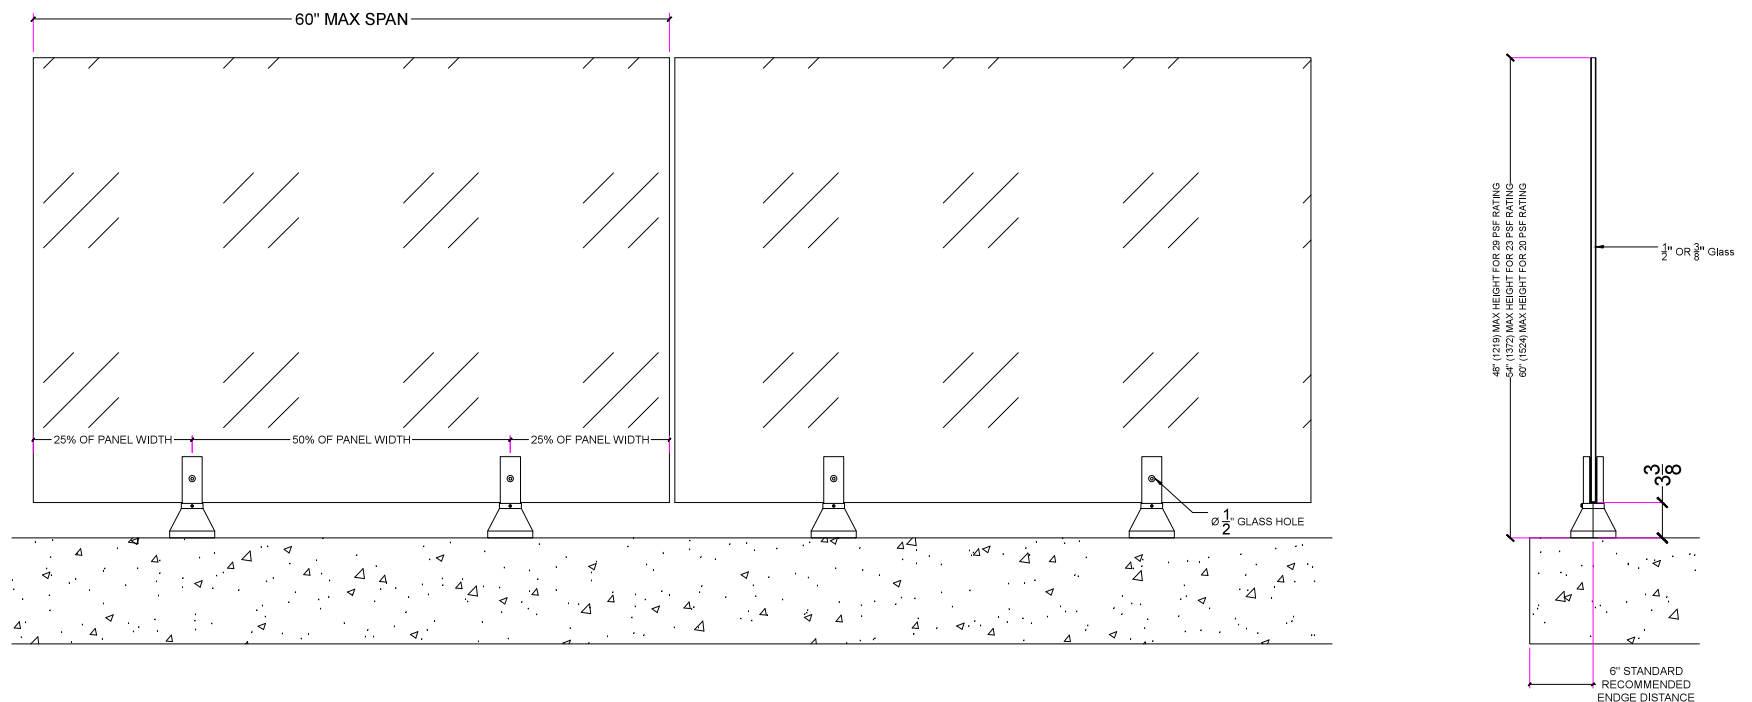 60" MAX SPAN
25% OF PANEL WIDTH
50% OF PANEL WIDTH
25% OF PANEL WIDTH
Ø 1/2" GLASS HOLE
48" (1219) MAX HEIGHT FOR 29 PSF RATING
54" (1372) MAX HEIGHT FOR 23 PSF RATING
60" (1524) MAX HEIGHT FOR 20 PSF RATING
1/2" OR 3/8" Glass
3 3/8
6" STANDARD
RECOMMENDED
ENDGE DISTANCE